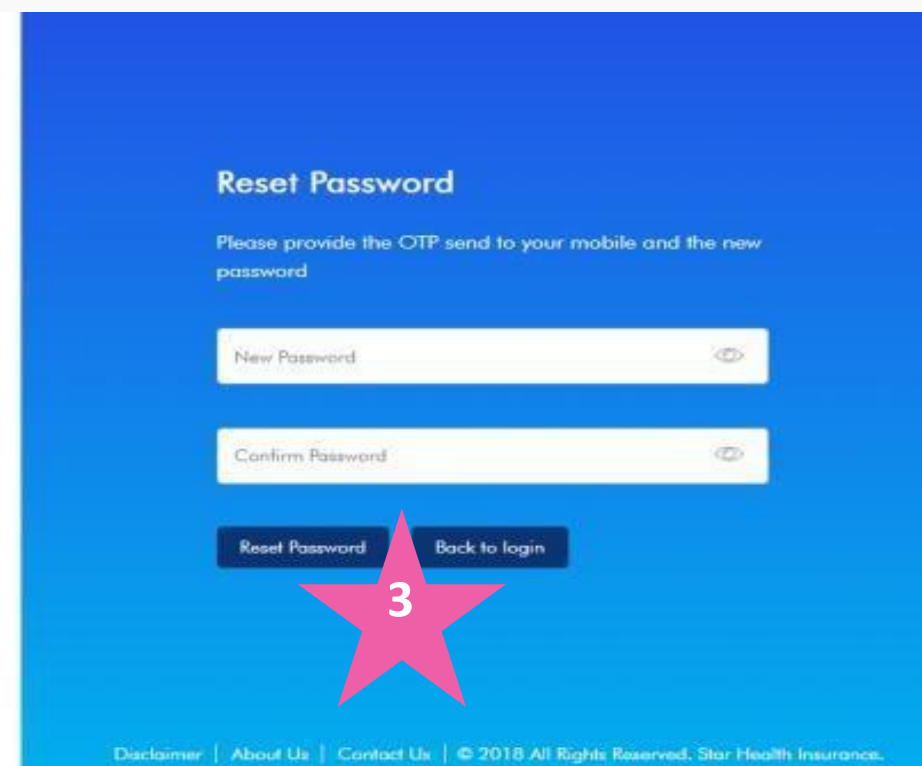 Reset Password
Please provide the OTP send to your mobile and the new
password
New Password
Confirm Password
Reset Password Back to login
3
Disclaimer | About Us | Contact Us | © 2018 All Rights Reserved. Star Health Insurance.